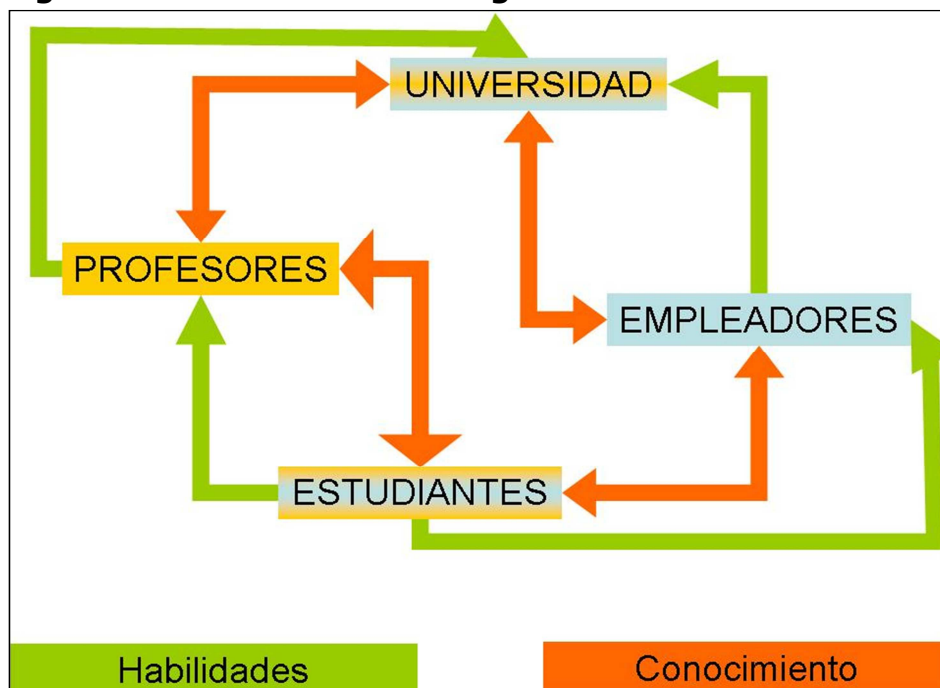 UNIVERSIDAD
PROFESORES
EMPLEADORES
ESTUDIANTES
Habilidades
Conocimiento